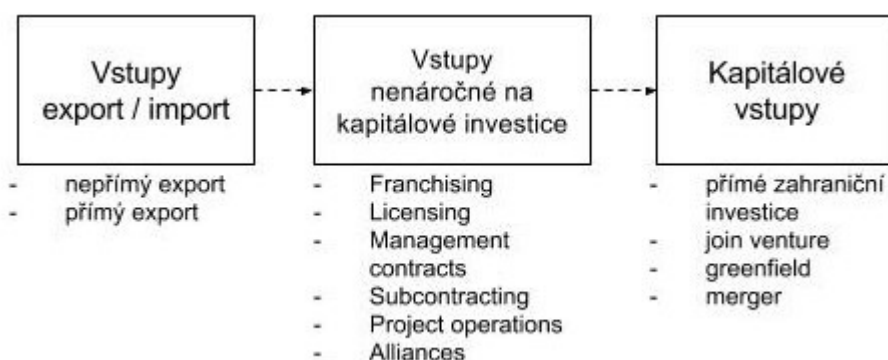 Vstupy
export / import
- nepřímý export
- přímý export
Vstupy
nenáročné na
kapitálové investice
- Franchising
- Licensing
- Management
contracts
- Subcontracting
- Project operations
- Alliances
Kapitálové
vstupy
- přímé zahraniční
investice
- join venture
- greenfield
- merger